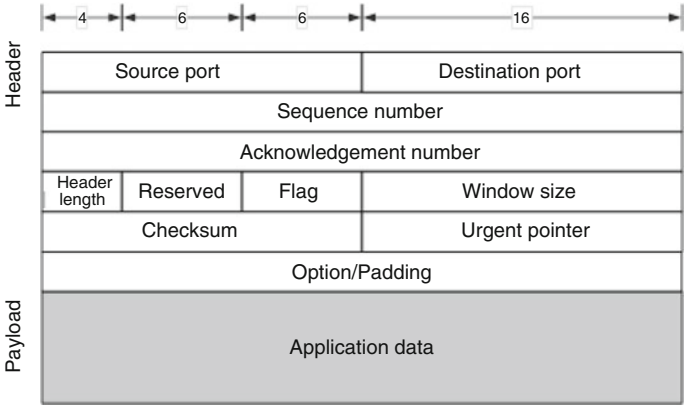 4 6 6 16
Header
Source port Destination port
Sequence number
Acknowledgement number
Header length Reserved Flag Window size
Checksum Urgent pointer
Option/Padding
Payload
Application data